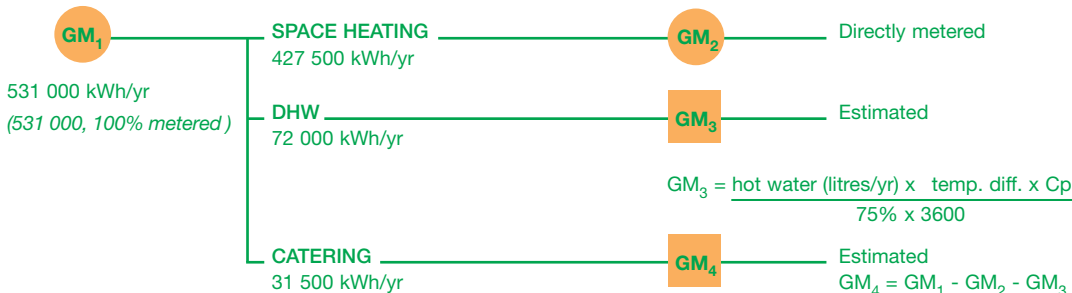 GM₁
SPACE HEATING
427 500 kWh/yr
GM₂
Directly metered
531 000 kWh/yr
(531 000, 100% metered )
DHW
72 000 kWh/yr
GM₃
Estimated
GM₃ = hot water (litres/yr) x temp. diff. x Cp
75% x 3600
CATERING
31 500 kWh/yr
GM₄
Estimated
GM₄ = GM₁ - GM₂ - GM₃